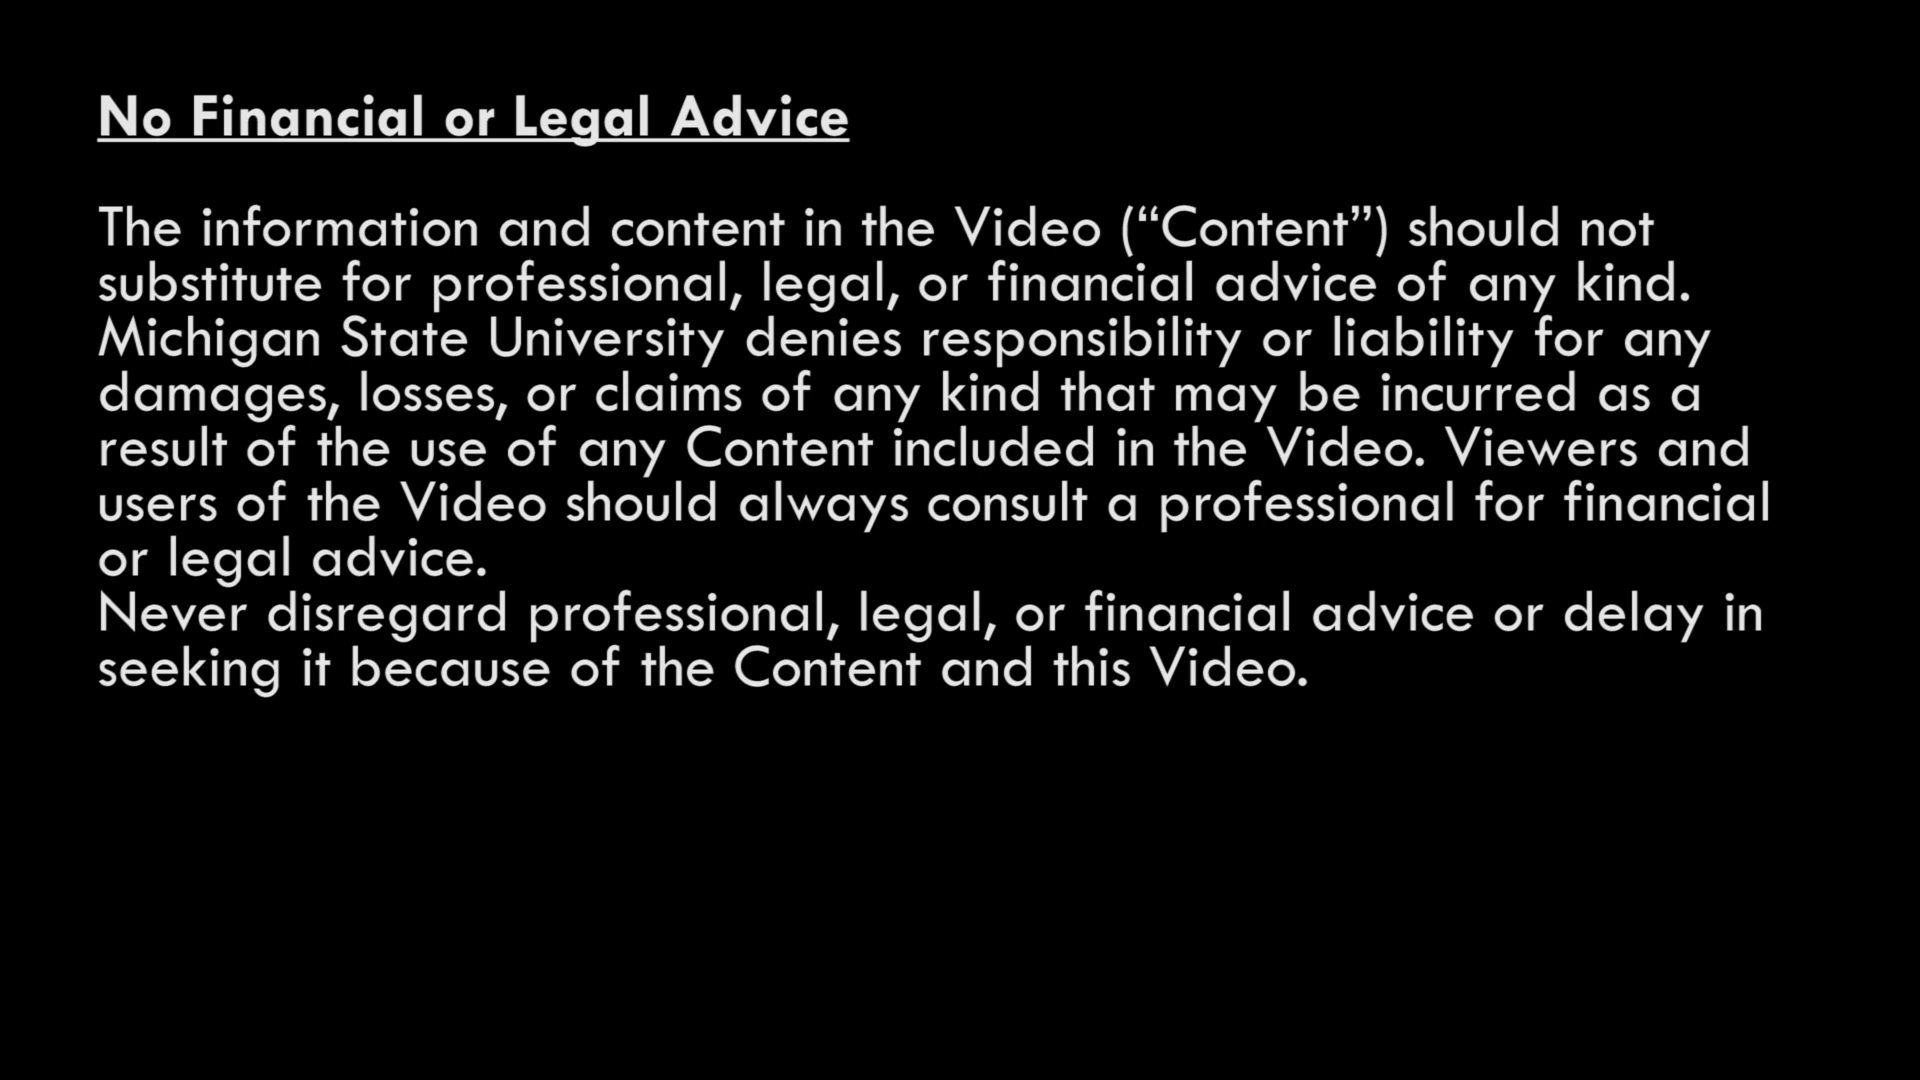 No Financial or Legal Advice
The information and content in the Video (“Content”) should not
substitute for professional, legal, or financial advice of any kind.
Michigan State University denies responsibility or liability for any
damages, losses, or claims of any kind that may be incurred as a
result of the use of any Content included in the Video. Viewers and
users of the Video should always consult a professional for financial
or legal advice.
Never disregard professional, legal, or financial advice or delay in
seeking it because of the Content and this Video.